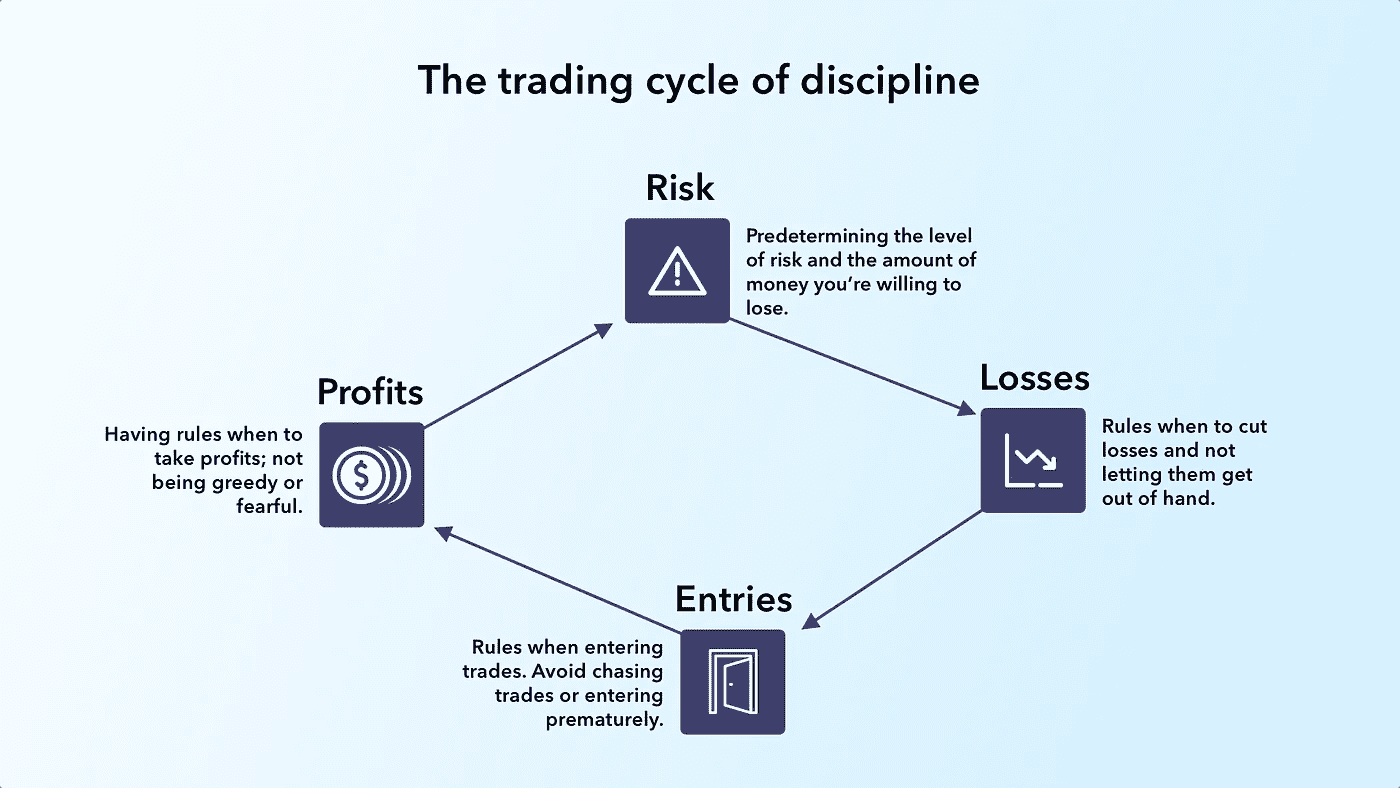 The trading cycle of discipline
Risk
Predetermining the level
of risk and the amount of
money you're willing to
lose.
Losses
Rules when to cut
losses and not
letting them get
out of hand.
Entries
Rules when entering
trades. Avoid chasing
trades or entering
prematurely.
Profits
Having rules when to
take profits; not
being greedy or
fearful.
$